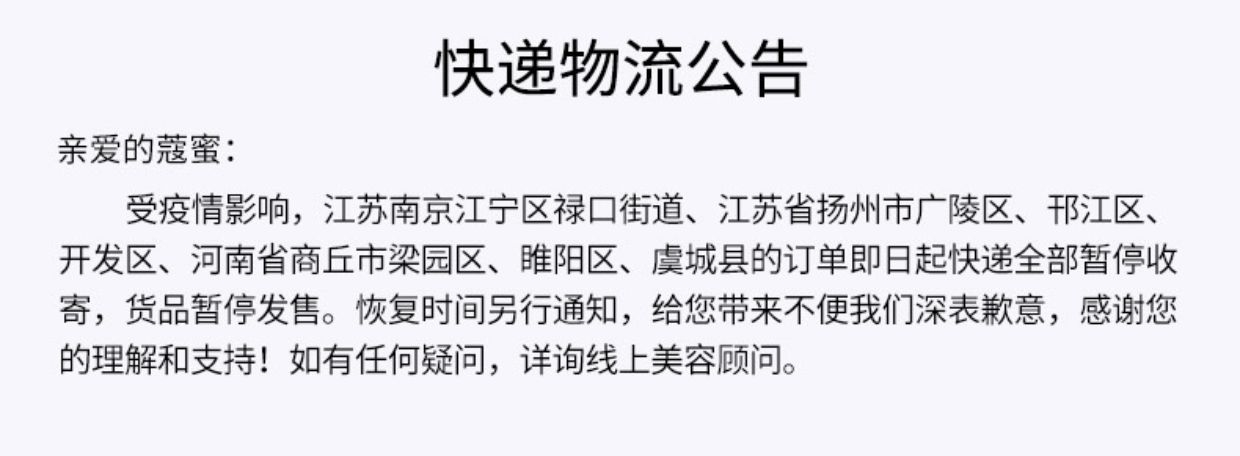 快递物流公告
亲爱的蔻蜜：
受疫情影响，江苏南京江宁区禄口街道、江苏省扬州市广陵区、邗江区、
开发区、河南省商丘市梁园区、睢阳区、虞城县的订单即日起快递全部暂停收
寄，货品暂停发售。恢复时间另行通知，给您带来不便我们深表歉意，感谢您
的理解和支持！如有任何疑问，详询线上美容顾问。